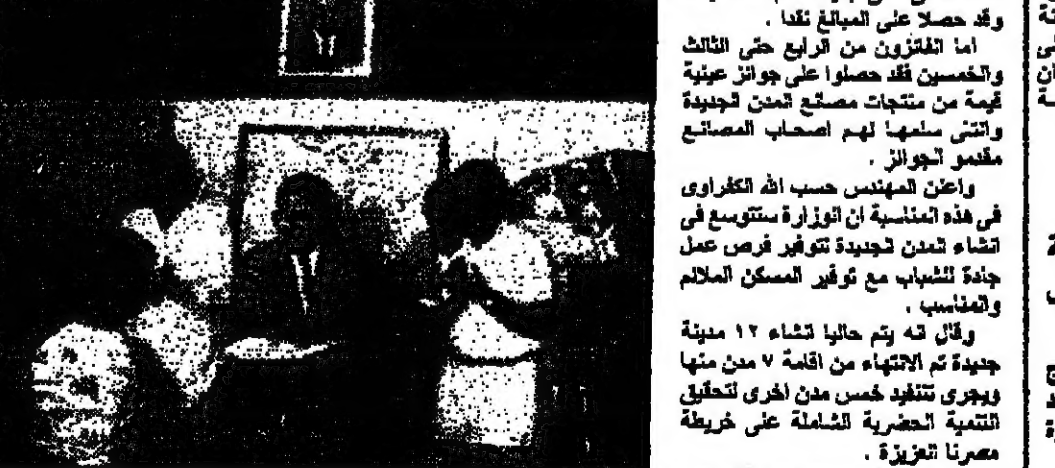 وقد حصلا على المبالغ نقدا .
اما الفائزون من الرابع حتى الثالث
والخمسين فقد حصلوا على جوائز عينية
قيمة من منتجات مصانع المدن الجديدة
والتى سلمها لهم اصحاب المصانع
مقدمو الجوائز .
واعلن المهندس حسب الله الكفراوى
فى هذه المناسبة ان الوزارة ستتوسع فى
انشاء المدن الجديدة لتوفير فرص عمل
جادة للشباب مع توفير المسكن الملائم
والمناسب .
وقال انه يتم حاليا انشاء ١٢ مدينة
جديدة تم الانتهاء من اقامة ٧ مدن منها
ويجرى تنفيذ خمس مدن اخرى لتحقيق
التنمية الحضرية الشاملة على خريطة
مصرنا العزيزة .